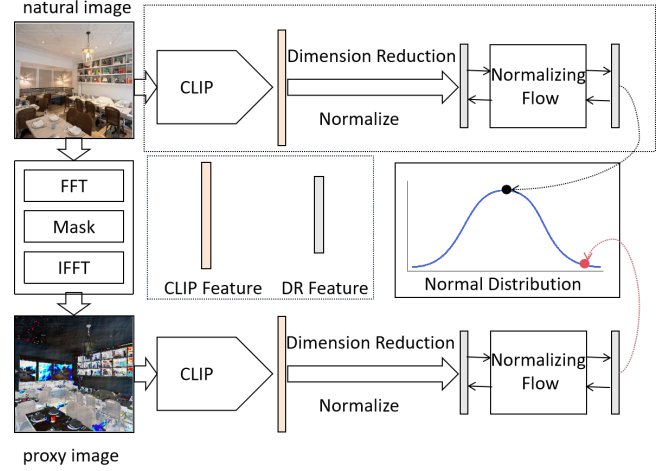 natural image
CLIP
Dimension Reduction
Normalize
Normalizing
Flow
FFT
Mask
IFFT
CLIP Feature
DR Feature
Normal Distribution
CLIP
Dimension Reduction
Normalize
Normalizing
Flow
proxy image